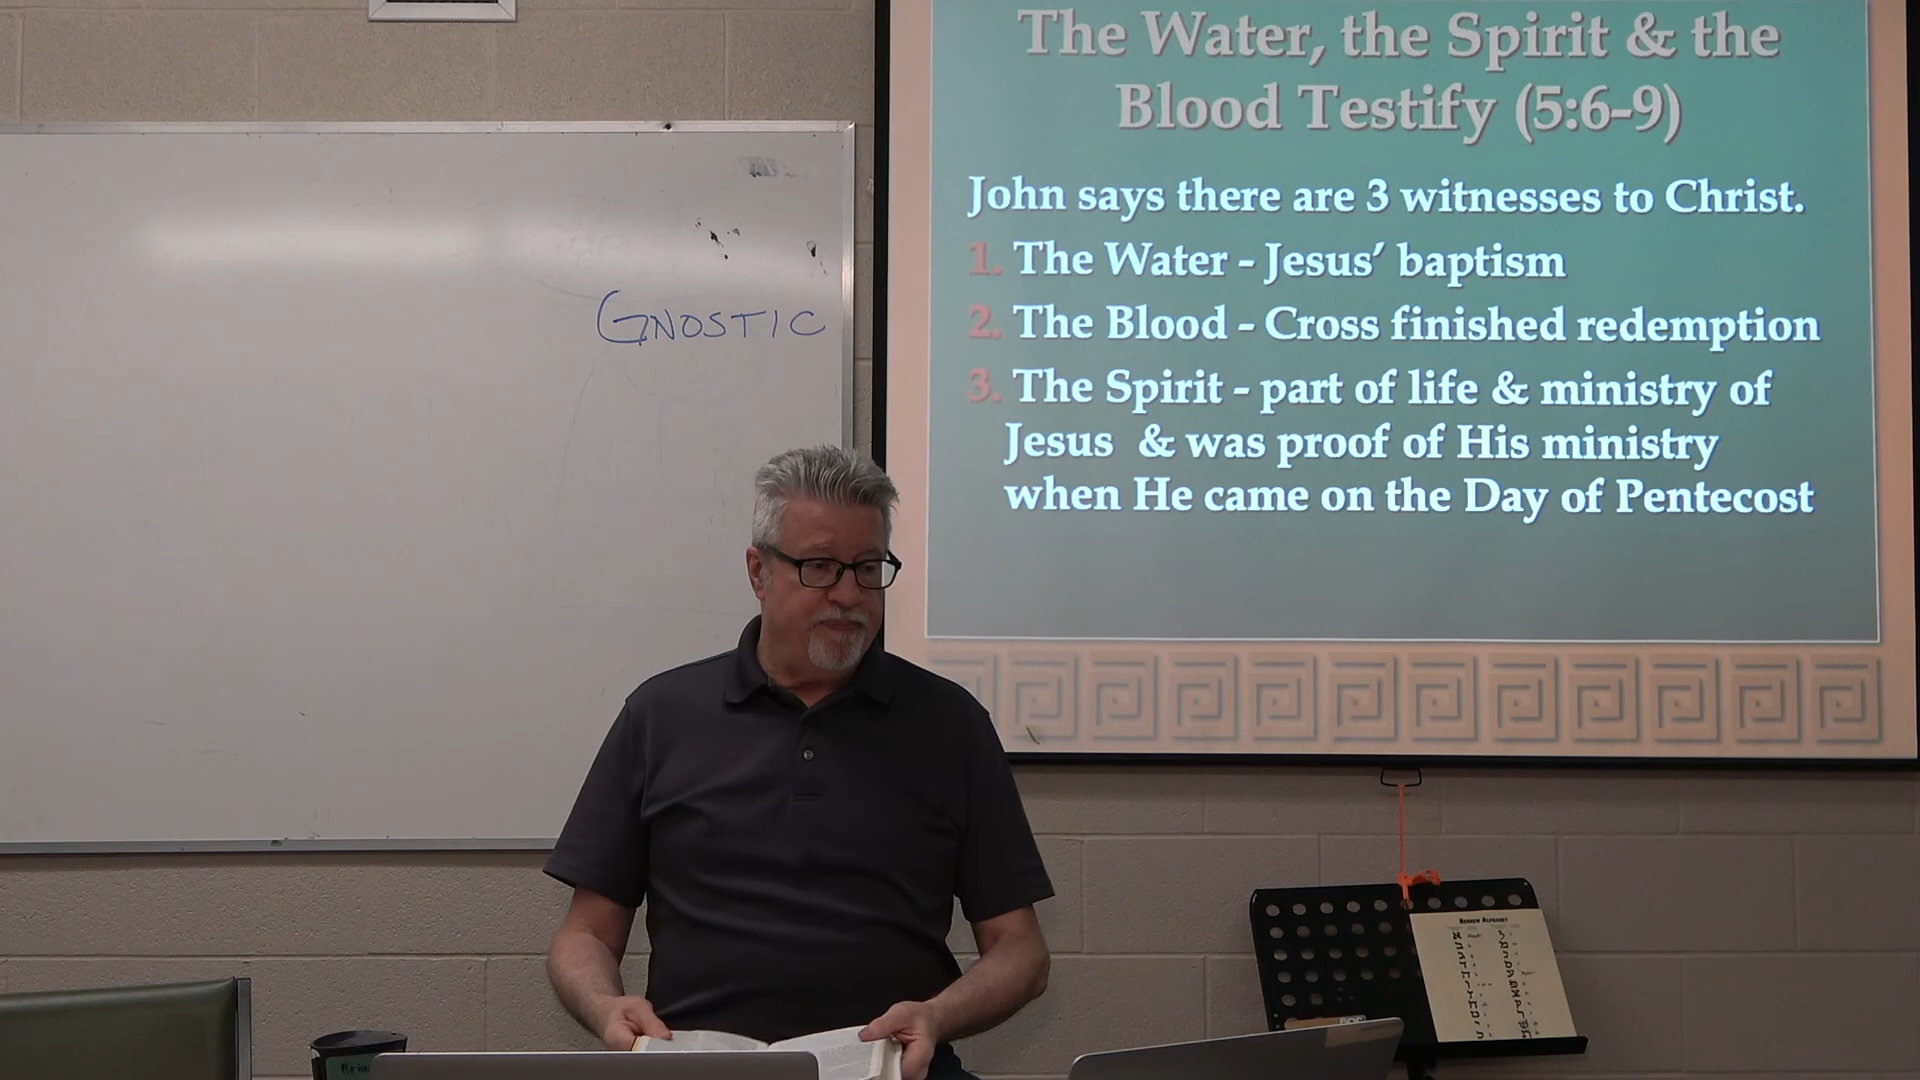 The Water, the Spirit & the
Blood Testify (5:6-9)
John says there are 3 witnesses to Christ.
1. The Water - Jesus’ baptism
2. The Blood - Cross finished redemption
3. The Spirit - part of life & ministry of
Jesus & was proof of His ministry
when He came on the Day of Pentecost
GNOSTIC
HEBREW ALPHABET